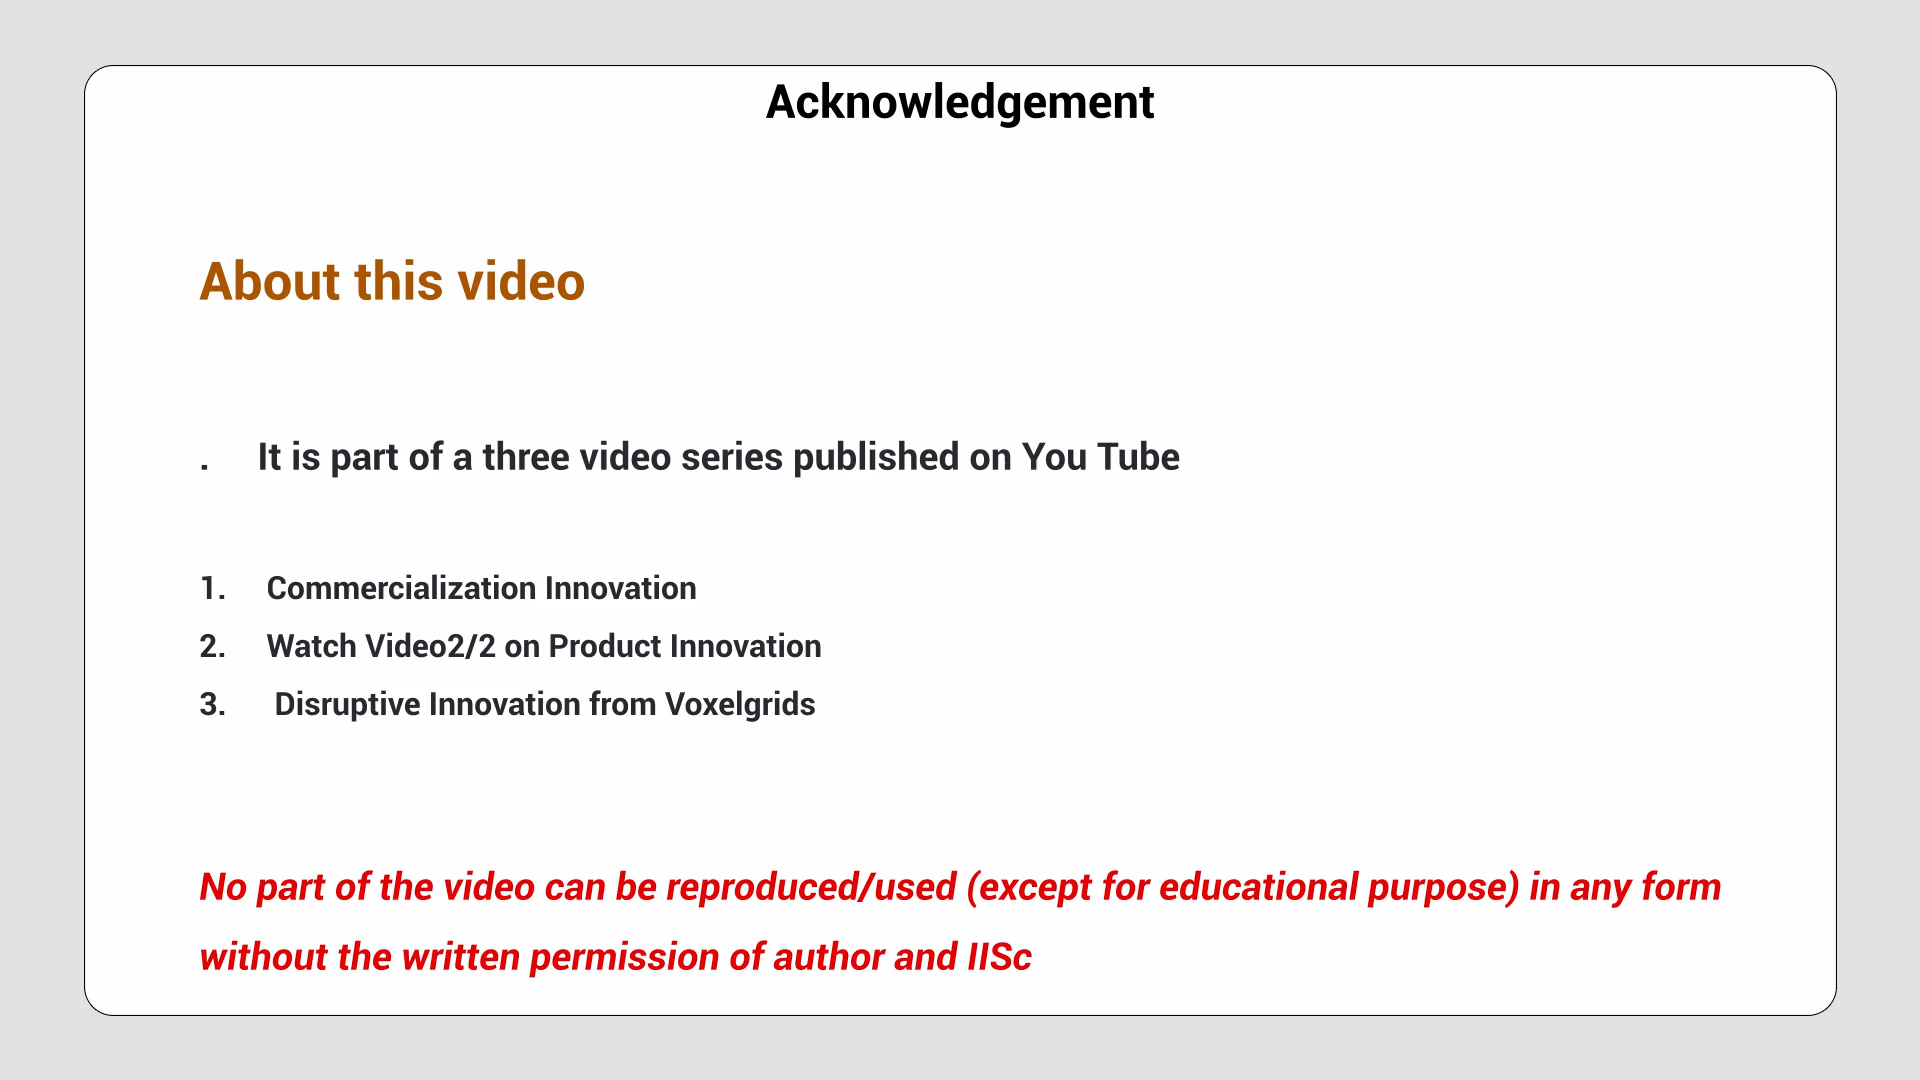 Acknowledgement
About this video
. It is part of a three video series published on You Tube
1. Commercialization Innovation
2. Watch Video2/2 on Product Innovation
3. Disruptive Innovation from Voxelgrids
No part of the video can be reproduced/used (except for educational purpose) in any form
without the written permission of author and IISc